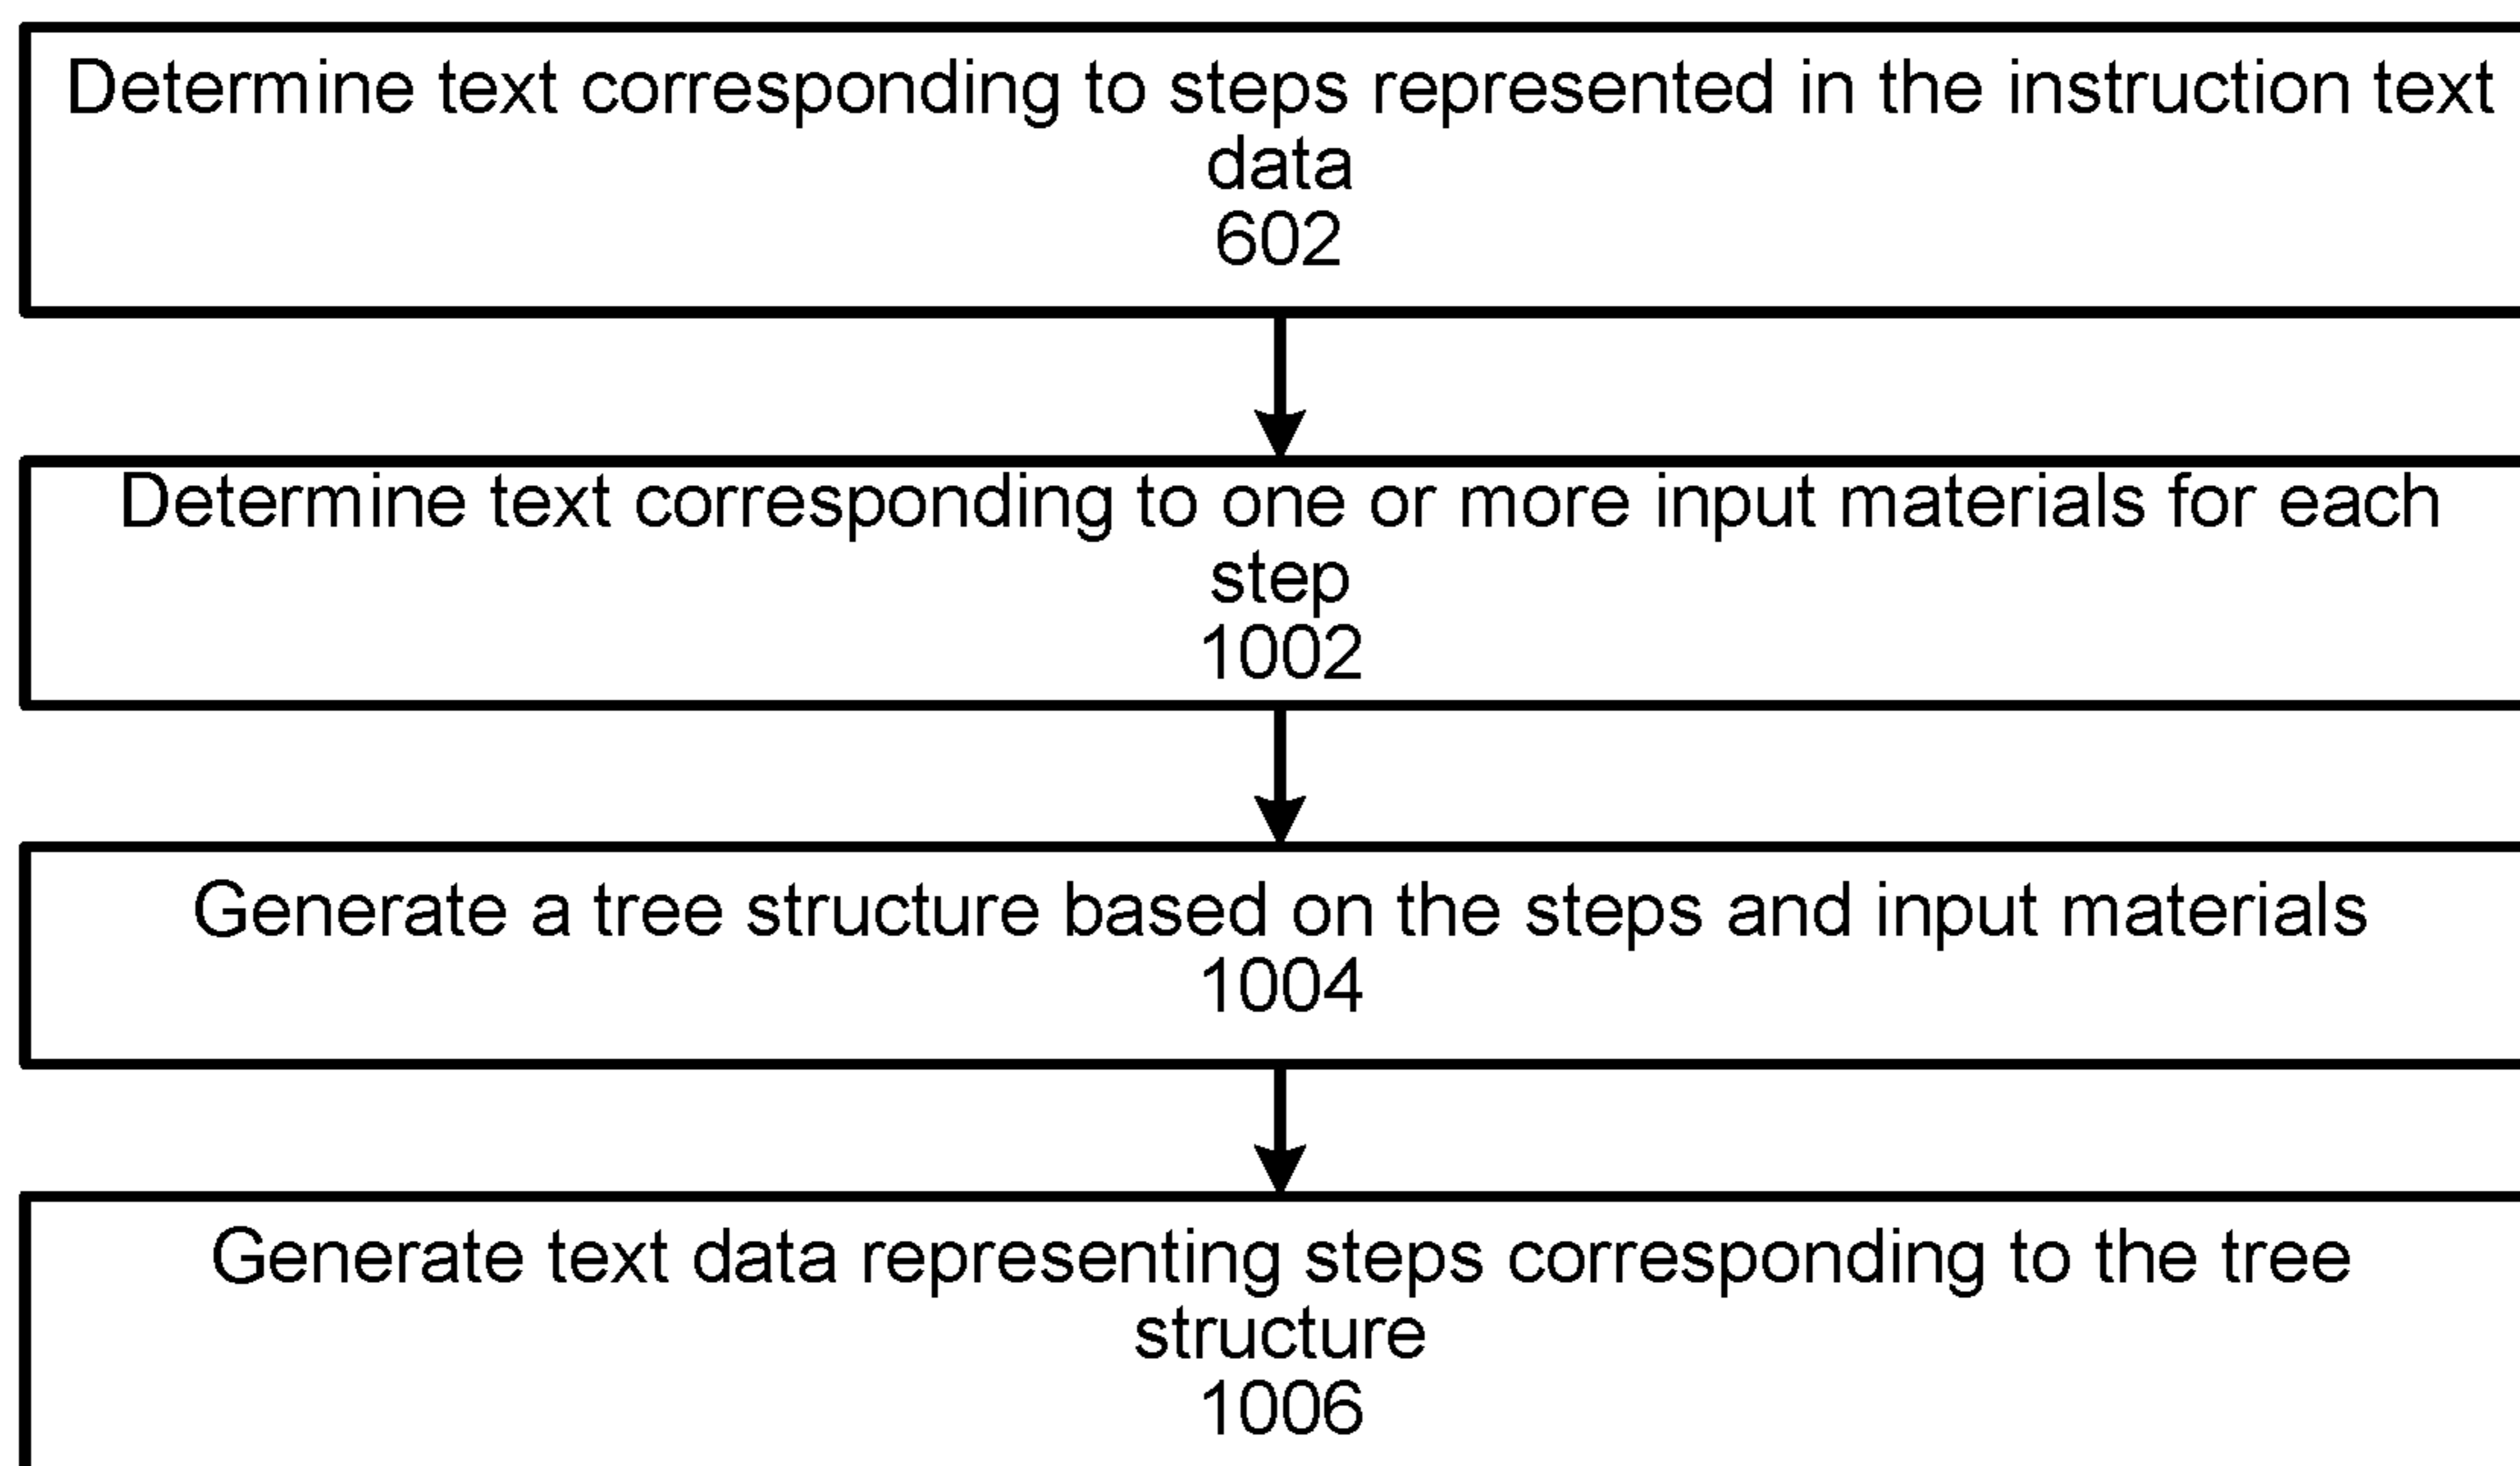 Determine text corresponding to steps represented in the instruction text
data
602
Determine text corresponding to one or more input materials for each
step
1002
Generate a tree structure based on the steps and input materials
1004
Generate text data representing steps corresponding to the tree
structure
1006